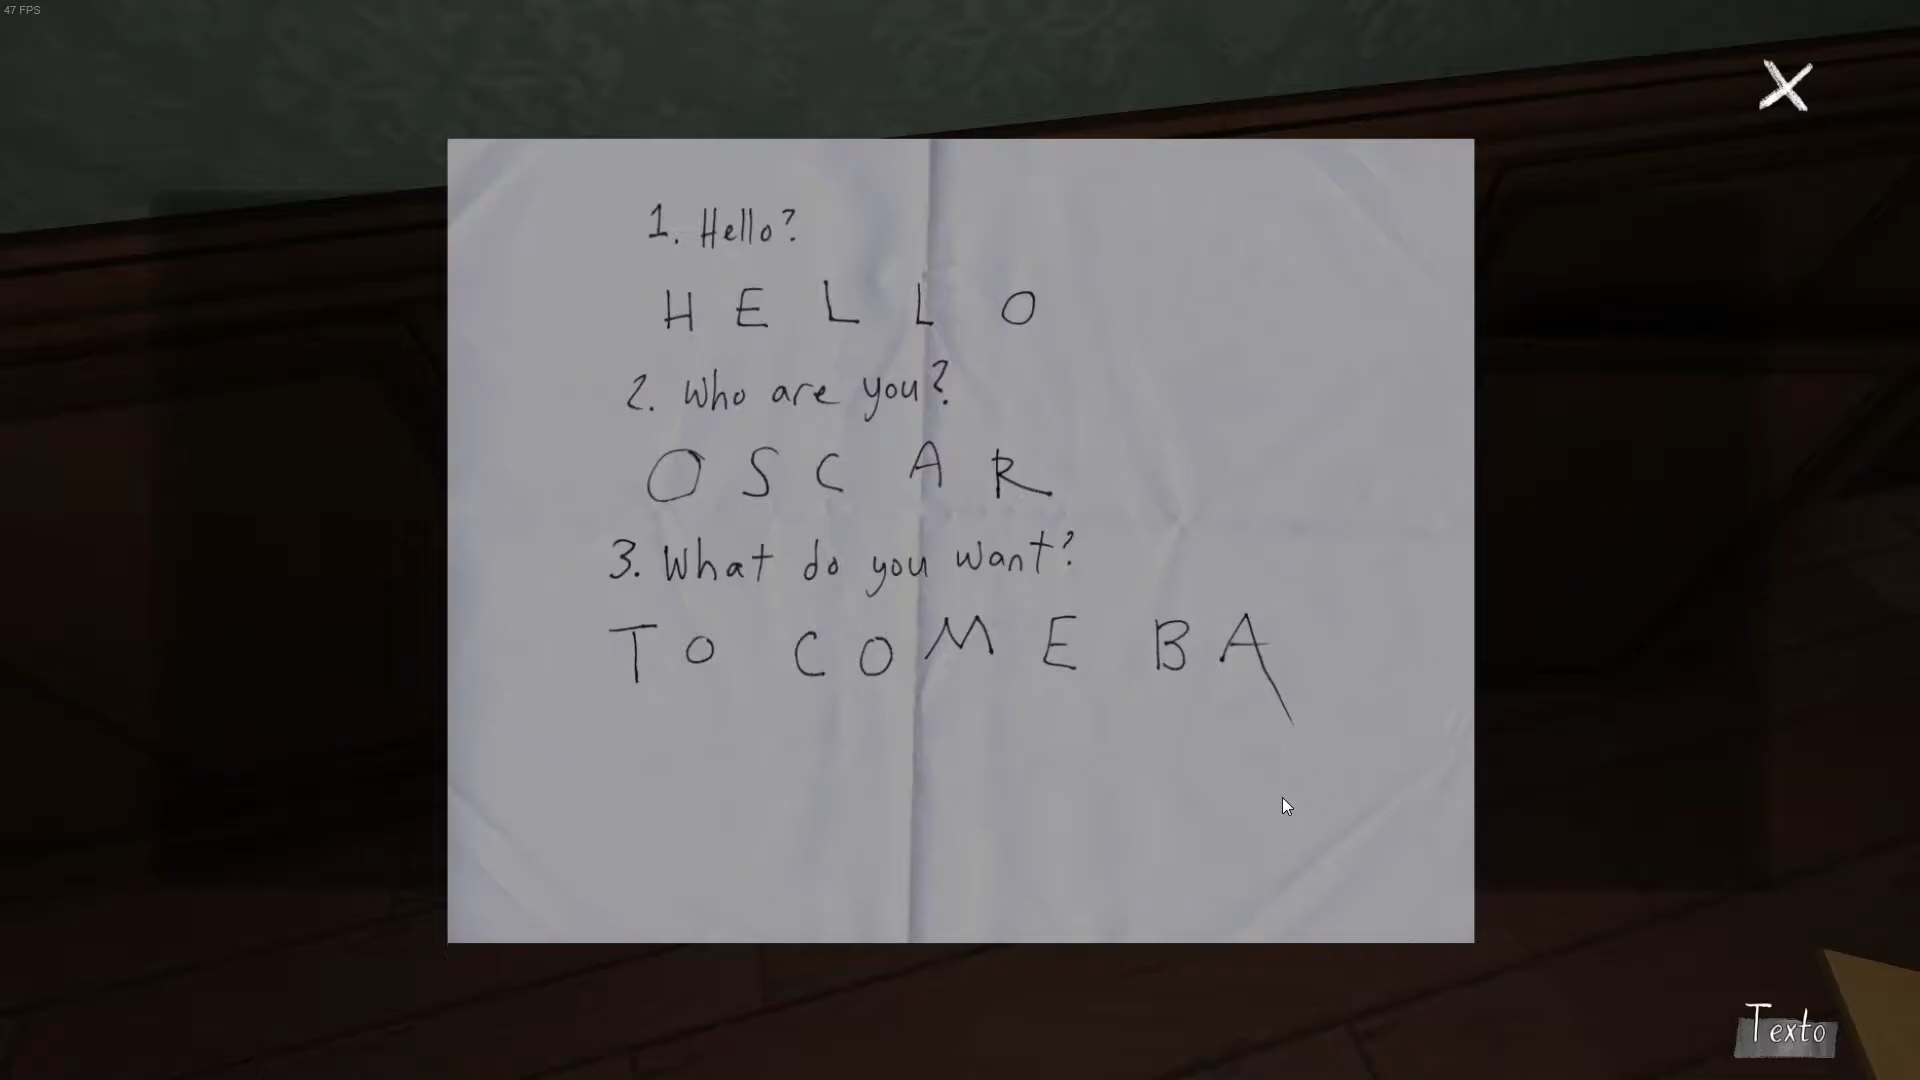 47 FPS
1. Hello?
H E L L O
2. Who are you?
O S C A R
3. What do you want?
T O C O M E B A
Texto